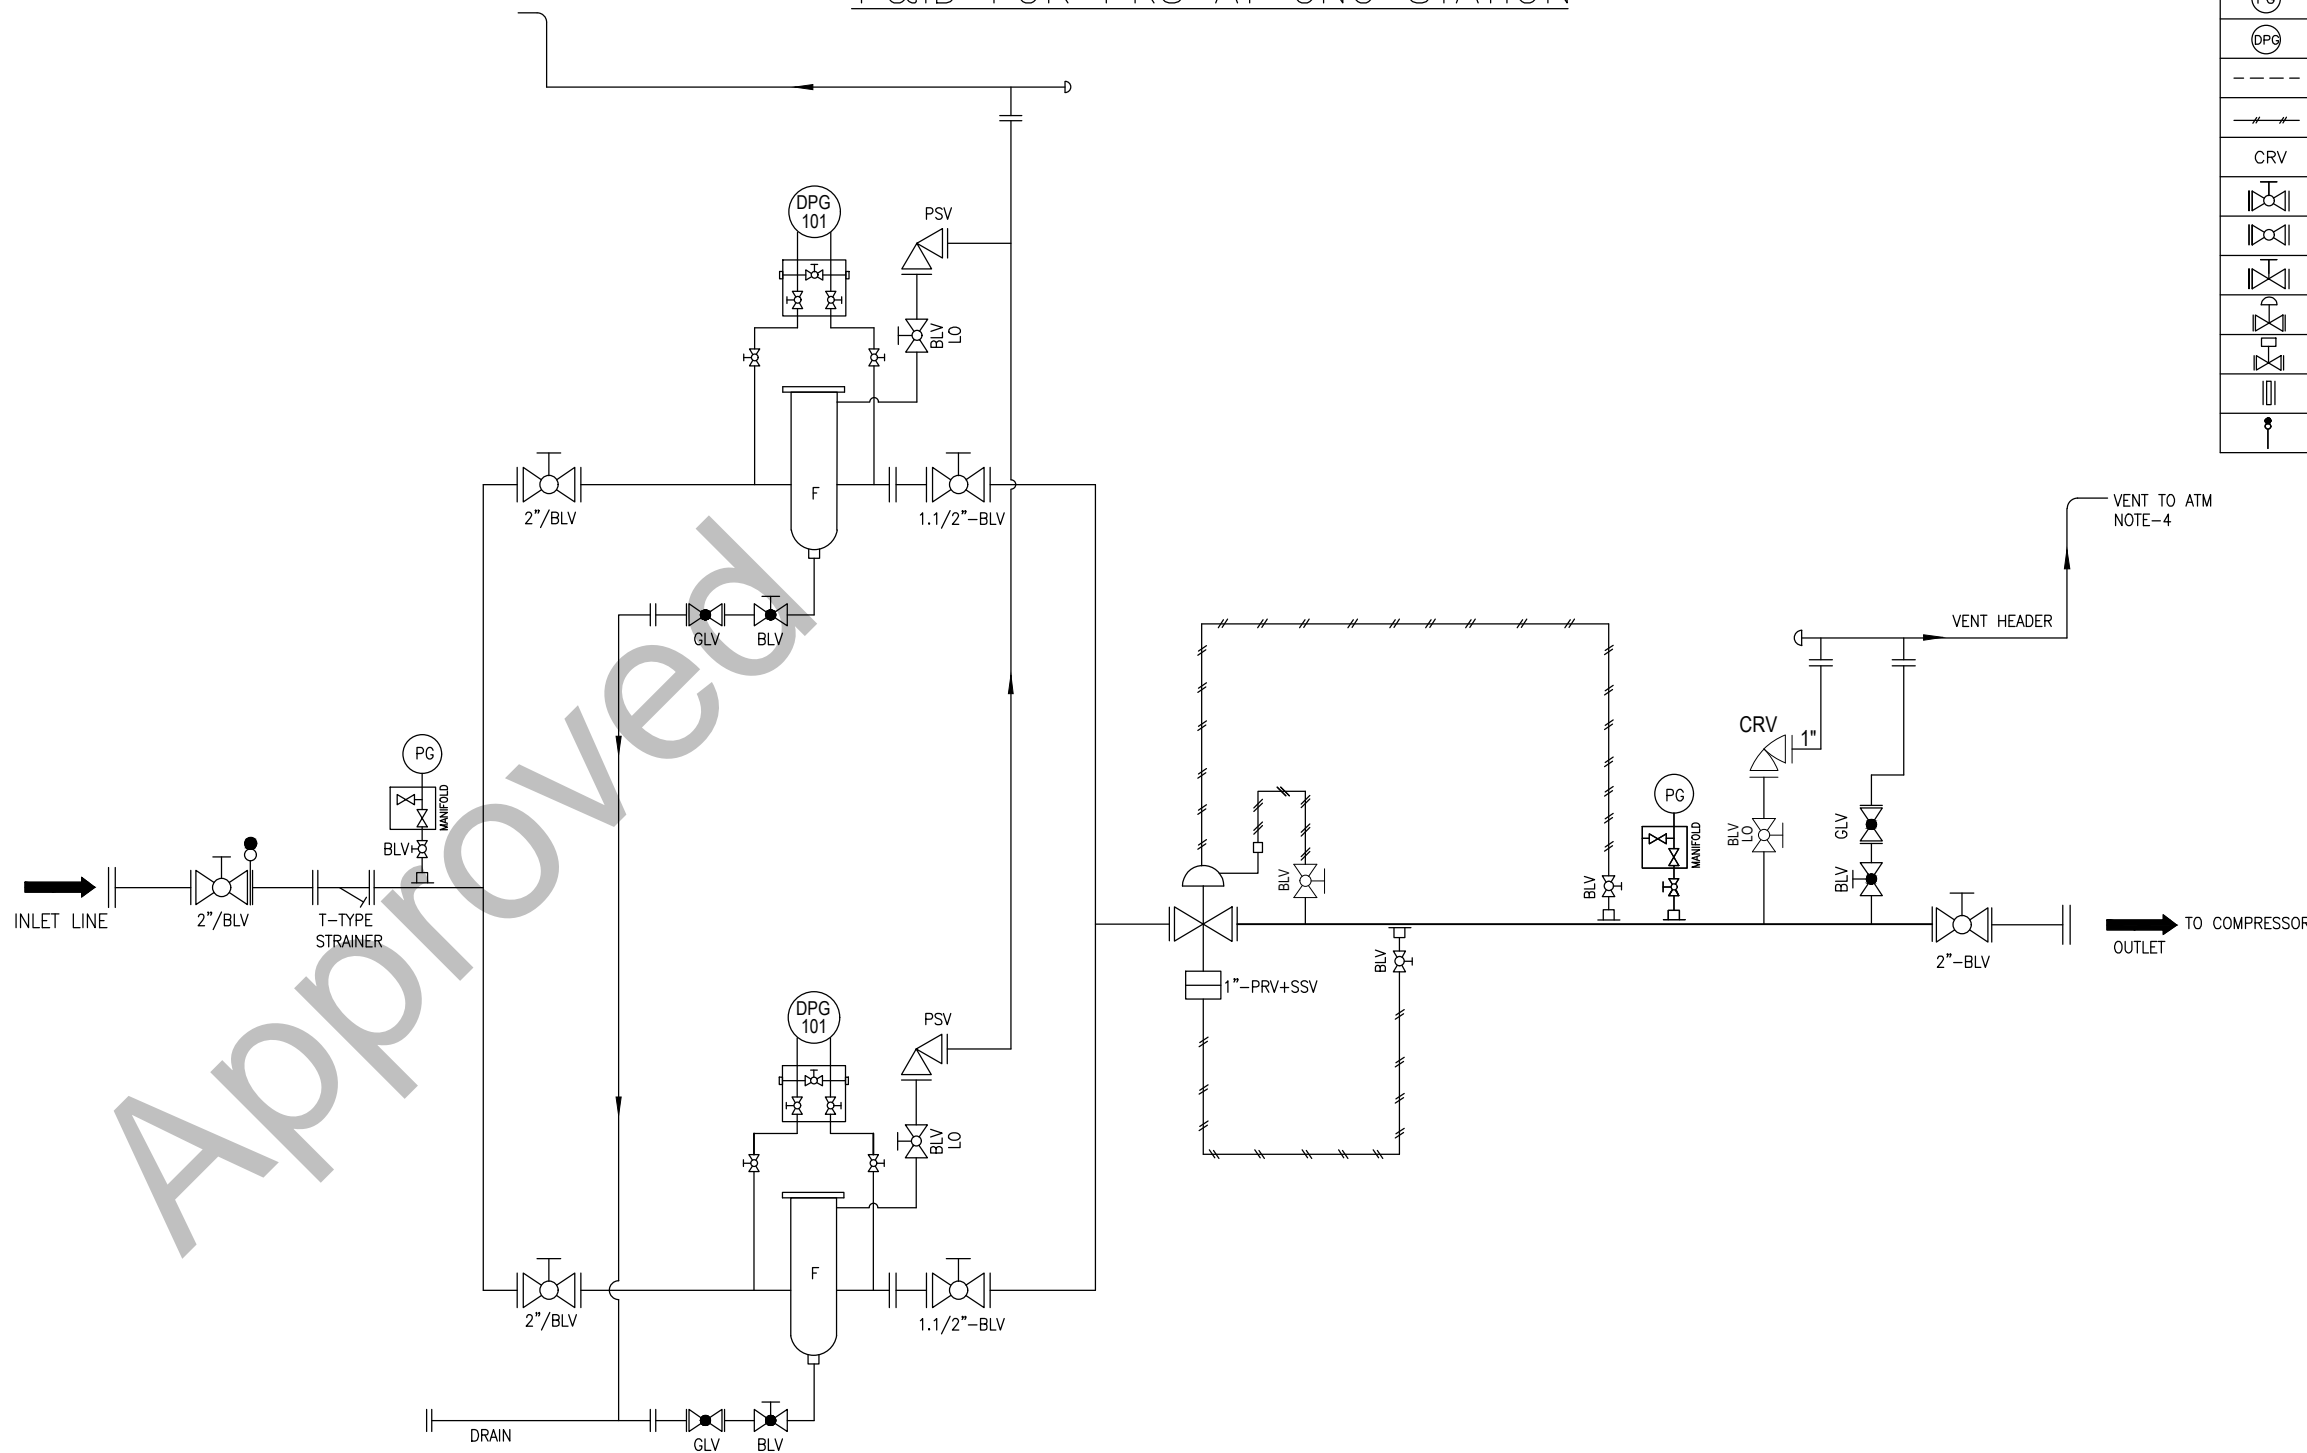 PG
DPG
CRV
DPG
101
PSV
BLV
LO
F
2"/BLV
1.1/2"-BLV
GLV
BLV
VENT TO ATM
NOTE-4
VENT HEADER
CRV
1"
PG
MANIFOLD
BLV
INLET LINE
2"/BLV
T-TYPE
STRAINER
PG
MANIFOLD
BLV
LO
GLV
BLV
BLV
BLV
BLV
2"-BLV
TO COMPRESSOR
OUTLET
1"-PRV+SSV
DPG
101
PSV
BLV
LO
F
2"/BLV
1.1/2"-BLV
DRAIN
GLV
BLV
Approved